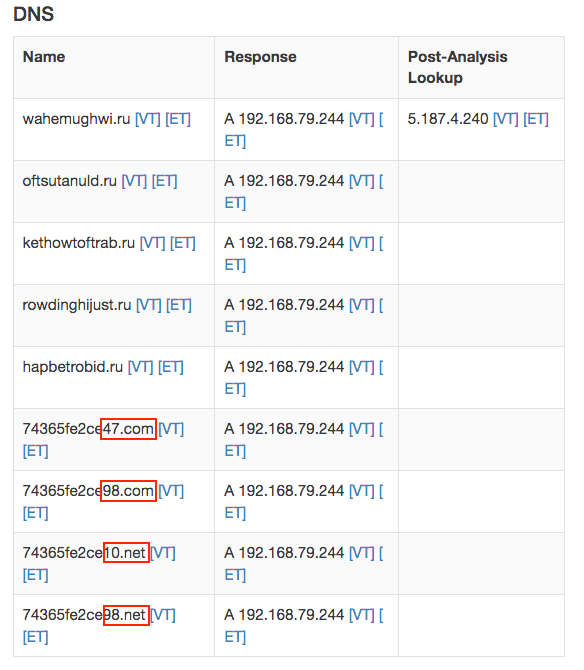 DNS
Name Response Post-Analysis
Lookup
wahemughwi.ru [VT] [ET] A 192.168.79.244 [VT] [ 5.187.4.240 [VT] [ET]
ET]
oftsutanuld.ru [VT] [ET] A 192.168.79.244 [VT] [
ET]
kethowtoftrab.ru [VT] [ET] A 192.168.79.244 [VT] [
ET]
rowdinghijust.ru [VT] [ET] A 192.168.79.244 [VT] [
ET]
hapbetrobid.ru [VT] [ET] A 192.168.79.244 [VT] [
ET]
74365fe2ce47.com [VT] A 192.168.79.244 [VT] [
[ET] ET]
74365fe2ce98.com [VT] A 192.168.79.244 [VT] [
[ET] ET]
74365fe2ce10.net [VT] A 192.168.79.244 [VT] [
[ET] ET]
74365fe2ce98.net [VT] A 192.168.79.244 [VT] [
[ET] ET]